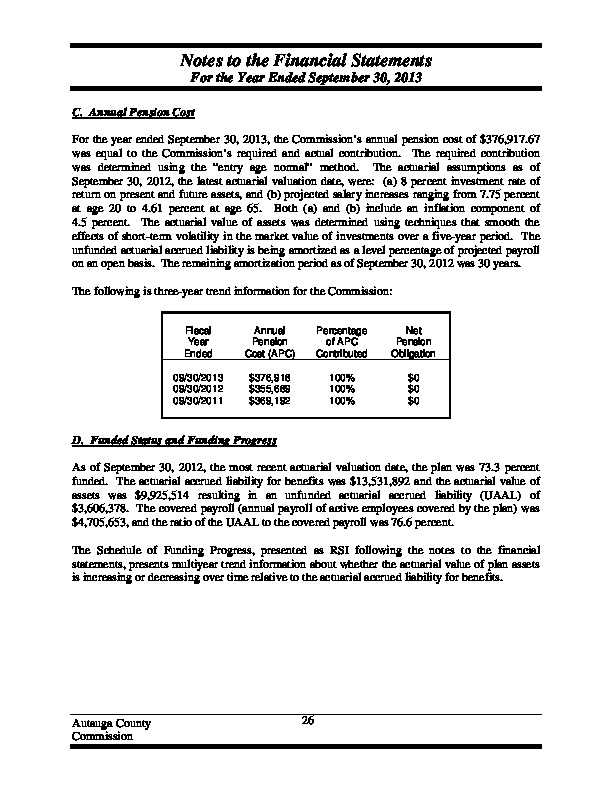 Notes to the Financial Statements
For the Year Ended September 30, 2013
C. Annual Pension Cost
For the year ended September 30, 2013, the Commission's annual pension cost of $376,917.67
was equal to the Commission's required and actual contribution. The required contribution
was determined using the "entry age normal" method. The actuarial assumptions as of
September 30, 2012, the latest actuarial valuation date, were: (a) 8 percent investment rate of
return on present and future assets, and (b) projected salary increases ranging from 7.75 percent
at age 20 to 4.61 percent at age 65. Both (a) and (b) include an inflation component of
4.5 percent. The actuarial value of assets was determined using techniques that smooth the
effects of short-term volatility in the market value of investments over a five-year period. The
unfunded actuarial accrued liability is being amortized as a level percentage of projected payroll
on an open basis. The remaining amortization period as of September 30, 2012 was 30 years.
The following is three-year trend information for the Commission:
Fiscal Annual Percentage Net
Year Pension of APC Pension
Ended Cost (APC) Contributed Obligation
09/30/2013 $376,918 100% $0
09/30/2012 $355,669 100% $0
09/30/2011 $369,192 100% $0
D. Funded Status and Funding Progress
As of September 30, 2012, the most recent actuarial valuation date, the plan was 73.3 percent
funded. The actuarial accrued liability for benefits was $13,531,892 and the actuarial value of
assets was $9,925,514 resulting in an unfunded actuarial accrued liability (UAAL) of
$3,606,378. The covered payroll (annual payroll of active employees covered by the plan) was
$4,705,653, and the ratio of the UAAL to the covered payroll was 76.6 percent.
The Schedule of Funding Progress, presented as RSI following the notes to the financial
statements, presents multiyear trend information about whether the actuarial value of plan assets
is increasing or decreasing over time relative to the actuarial accrued liability for benefits.
Autauga County 26
Commission